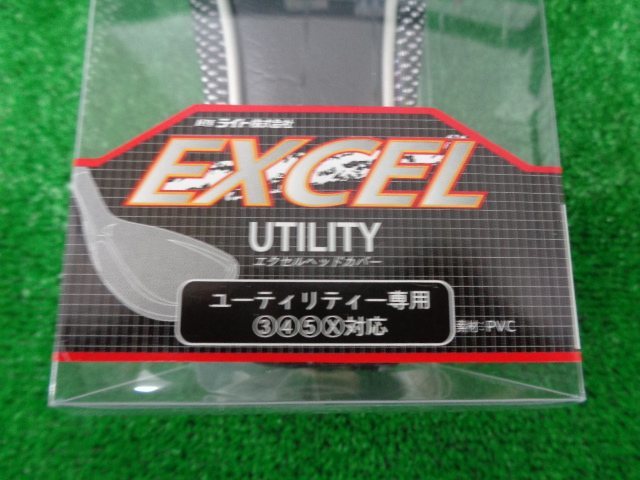 ライト株式会社
EXCEL
UTILITY
エクセルヘッドカバー
ユーティリティー専用
③④⑤Ⓧ対応
素材:PVC